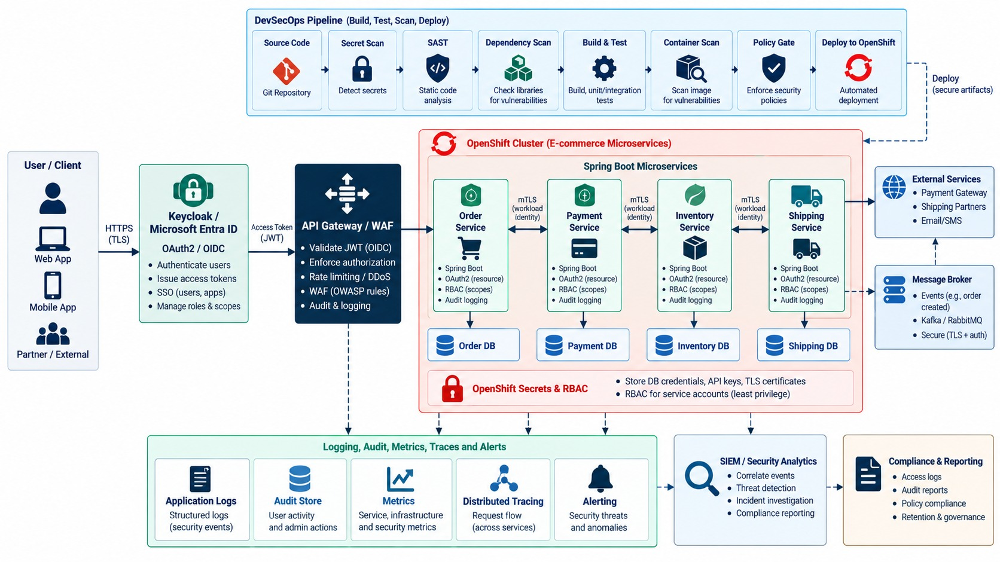 DevSecOps Pipeline (Build, Test, Scan, Deploy)
Source Code
Git Repository
Secret Scan
Detect secrets
SAST
Static code
analysis
Dependency Scan
Check libraries
for vulnerabilities
Build & Test
Build, unit/integration
tests
Container Scan
Scan image
for vulnerabilities
Policy Gate
Enforce security
policies
Deploy to OpenShift
Automated
deployment
Deploy
(secure artifacts)
User / Client
Web App
Mobile App
Partner / External
HTTPS
(TLS)
Keycloak /
Microsoft Entra ID
OAuth2 / OIDC
• Authenticate users
• Issue access tokens
• SSO (users, apps)
• Manage roles & scopes
Access Token
(JWT)
API Gateway / WAF
• Validate JWT (OIDC)
• Enforce authorization
• Rate limiting / DDoS
• WAF (OWASP rules)
• Audit & logging
OpenShift Cluster (E-commerce Microservices)
Spring Boot Microservices
Order
Service
• Spring Boot
• OAuth2 (resource)
• RBAC (scopes)
• Audit logging
mTLS
(workload
identity)
Payment
Service
• Spring Boot
• OAuth2 (resource)
• RBAC (scopes)
• Audit logging
mTLS
(workload
identity)
Inventory
Service
• Spring Boot
• OAuth2 (resource)
• RBAC (scopes)
• Audit logging
mTLS
(workload
identity)
Shipping
Service
• Spring Boot
• OAuth2 (resource)
• RBAC (scopes)
• Audit logging
Order DB
Payment DB
Inventory DB
Shipping DB
OpenShift Secrets & RBAC
• Store DB credentials, API keys, TLS certificates
• RBAC for service accounts (least privilege)
External Services
• Payment Gateway
• Shipping Partners
• Email/SMS
Message Broker
• Events (e.g., order
created)
• Kafka / RabbitMQ
• Secure (TLS + auth)
Logging, Audit, Metrics, Traces and Alerts
Application Logs
Structured logs
(security events)
Audit Store
User activity
and admin actions
Metrics
Service, infrastructure
and security metrics
Distributed Tracing
Request flow
(across services)
Alerting
Security threats
and anomalies
SIEM / Security Analytics
• Correlate events
• Threat detection
• Incident investigation
• Compliance reporting
Compliance & Reporting
• Access logs
• Audit reports
• Policy compliance
• Retention & governance